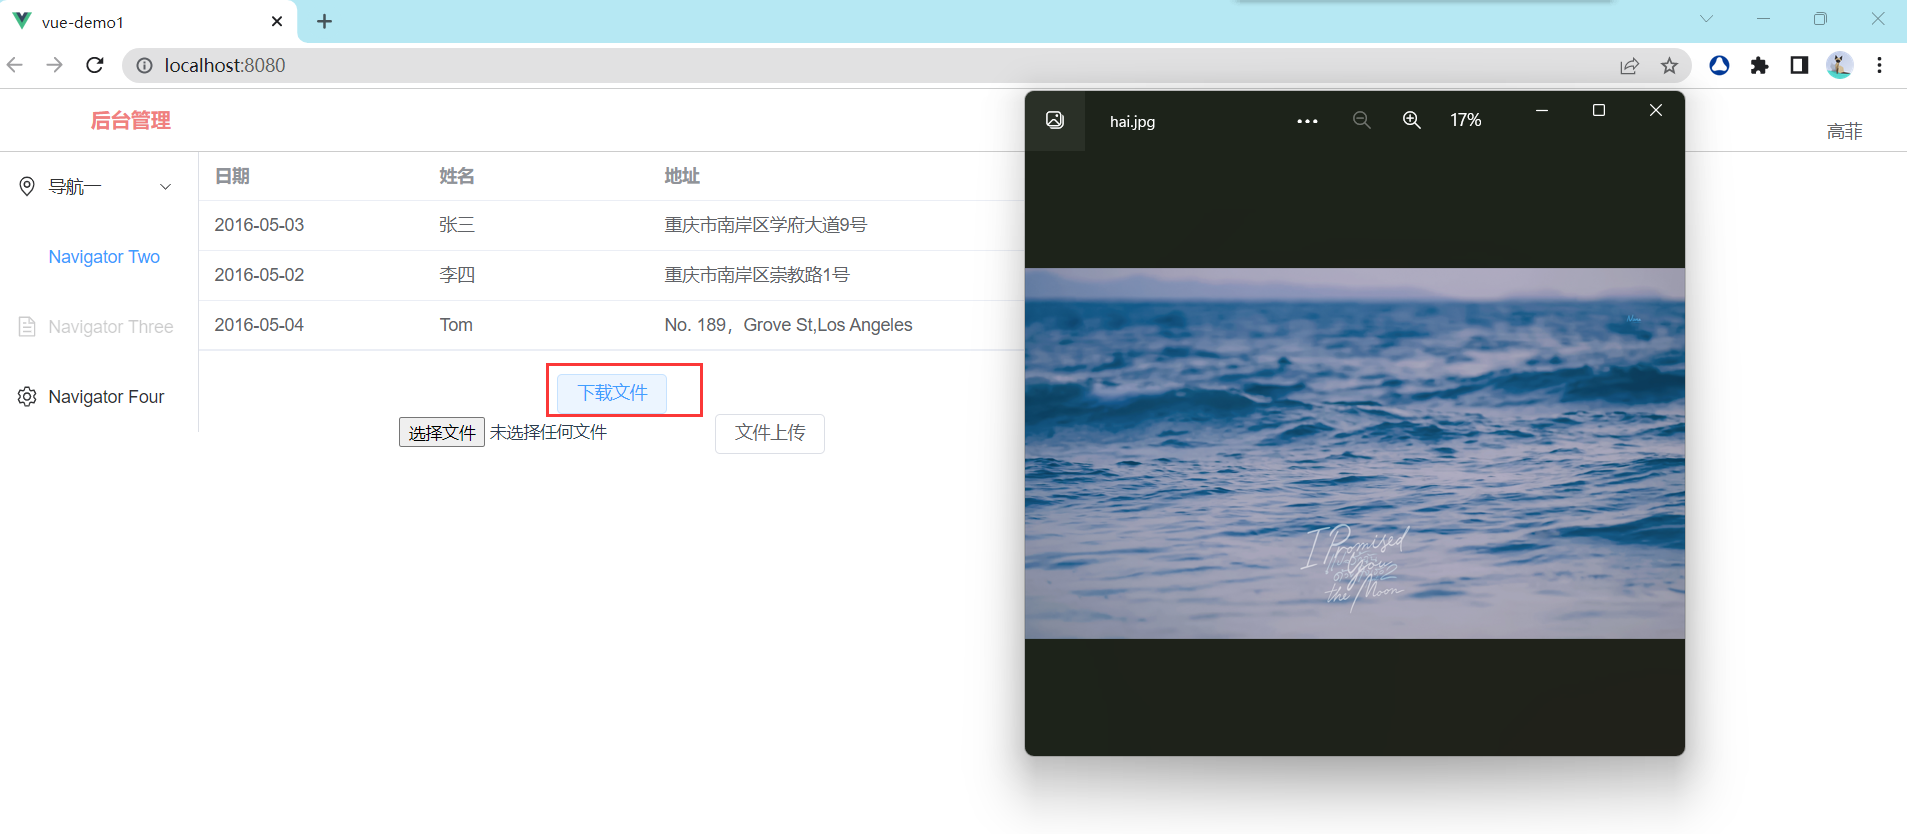 vue-demo1
localhost:8080
后台管理
高菲
hai.jpg
17%
导航一
Navigator Two
Navigator Three
Navigator Four
日期 姓名 地址
2016-05-03 张三 重庆市南岸区学府大道9号
2016-05-02 李四 重庆市南岸区崇教路1号
2016-05-04 Tom No. 189，Grove St,Los Angeles
下载文件
选择文件 未选择任何文件 文件上传
I Promised
You
the Moon